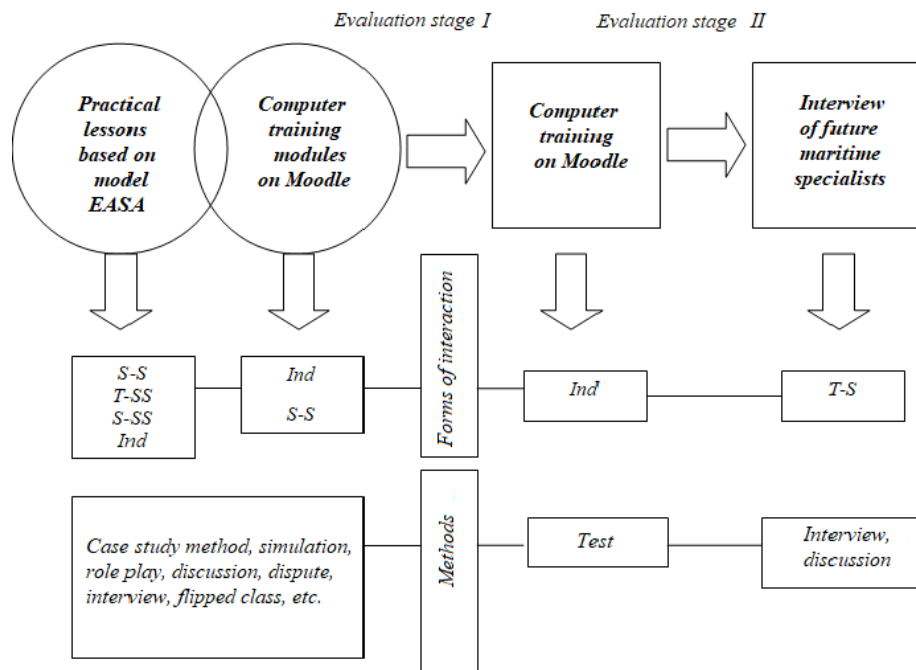 Evaluation stage I
Evaluation stage II
Practical
lessons
based on
model
EASA
Computer
training
modules
on Moodle
Computer
training
on Moodle
Interview
of future
maritime
specialists
S-S
T-SS
S-SS
Ind
Ind
S-S
Forms of interaction
Ind
T-S
Case study method, simulation,
role play, discussion, dispute,
interview, flipped class, etc.
Methods
Test
Interview,
discussion